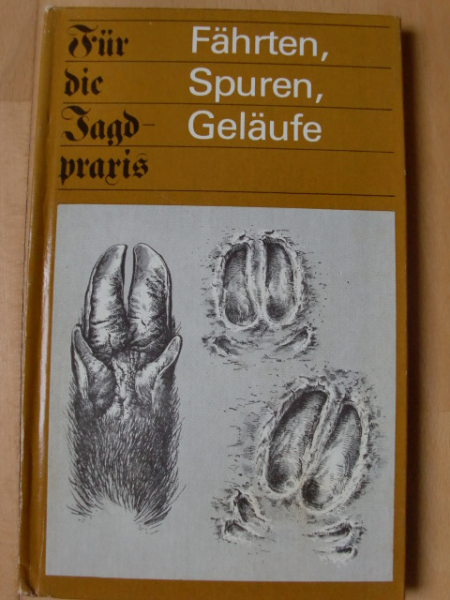 Für
die
Jagd-
praxis
Fährten,
Spuren,
Geläufe